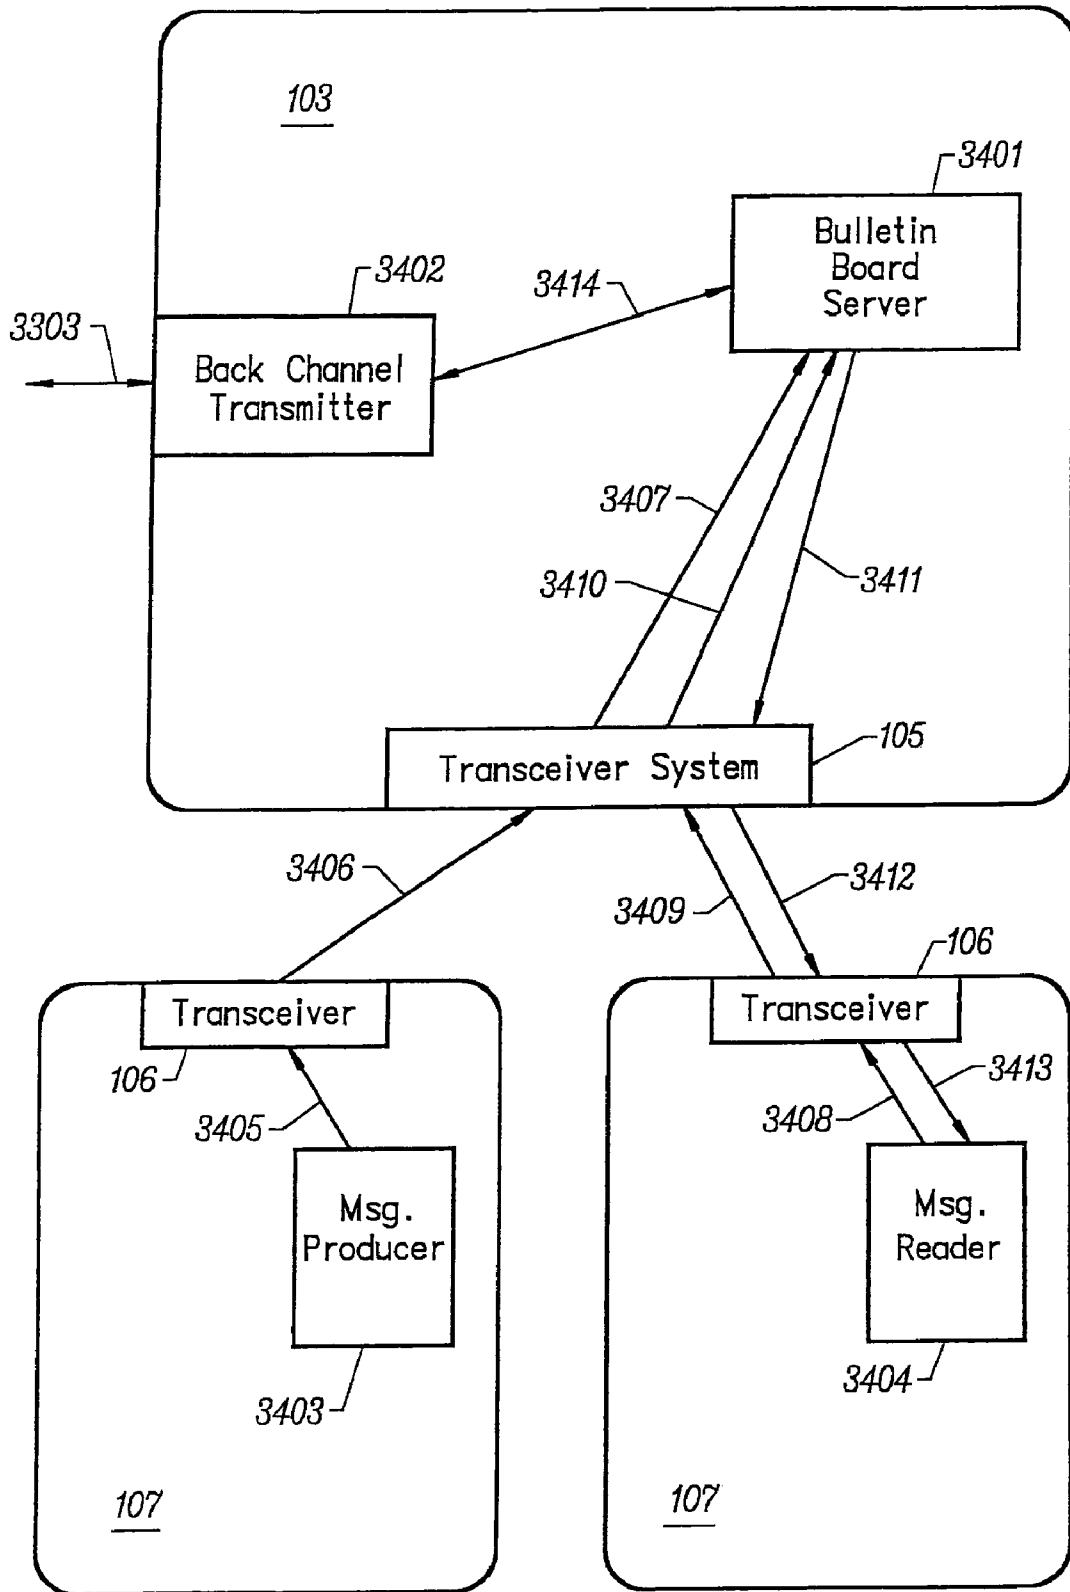 103
3401
Bulletin
Board
Server
3402
3414
3303
Back Channel
Transmitter
3407
3410
3411
105
Transceiver System
3406
3412
3409
106
Transceiver
Transceiver
106
3405
3413
3408
Msg.
Producer
Msg.
Reader
3403
3404
107
107